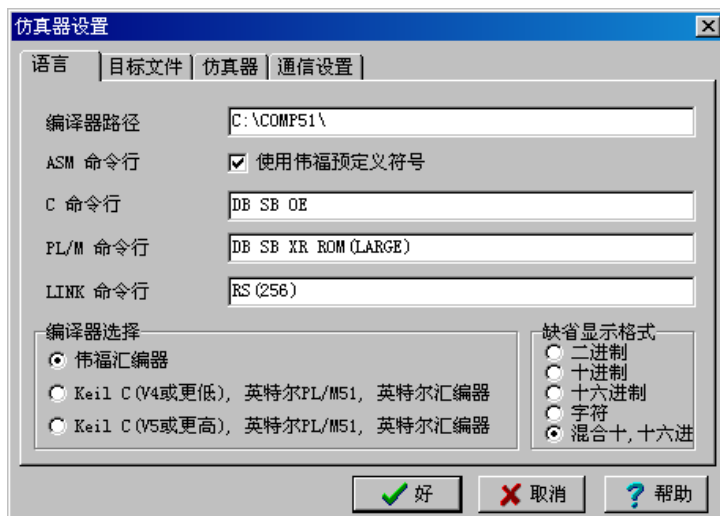 仿真器设置
语言 目标文件 仿真器 通信设置
编译器路径 C:\COMP51\
ASM 命令行 使用伟福预定义符号
C 命令行 DB SB OE
PL/M 命令行 DB SB XR ROM(LARGE)
LINK 命令行 RS(256)
编译器选择
伟福汇编器
Keil C(V4或更低), 英特尔PL/M51, 英特尔汇编器
Keil C(V5或更高), 英特尔PL/M51, 英特尔汇编器
缺省显示格式
二进制
十进制
十六进制
字符
混合十,十六进
好 取消 帮助